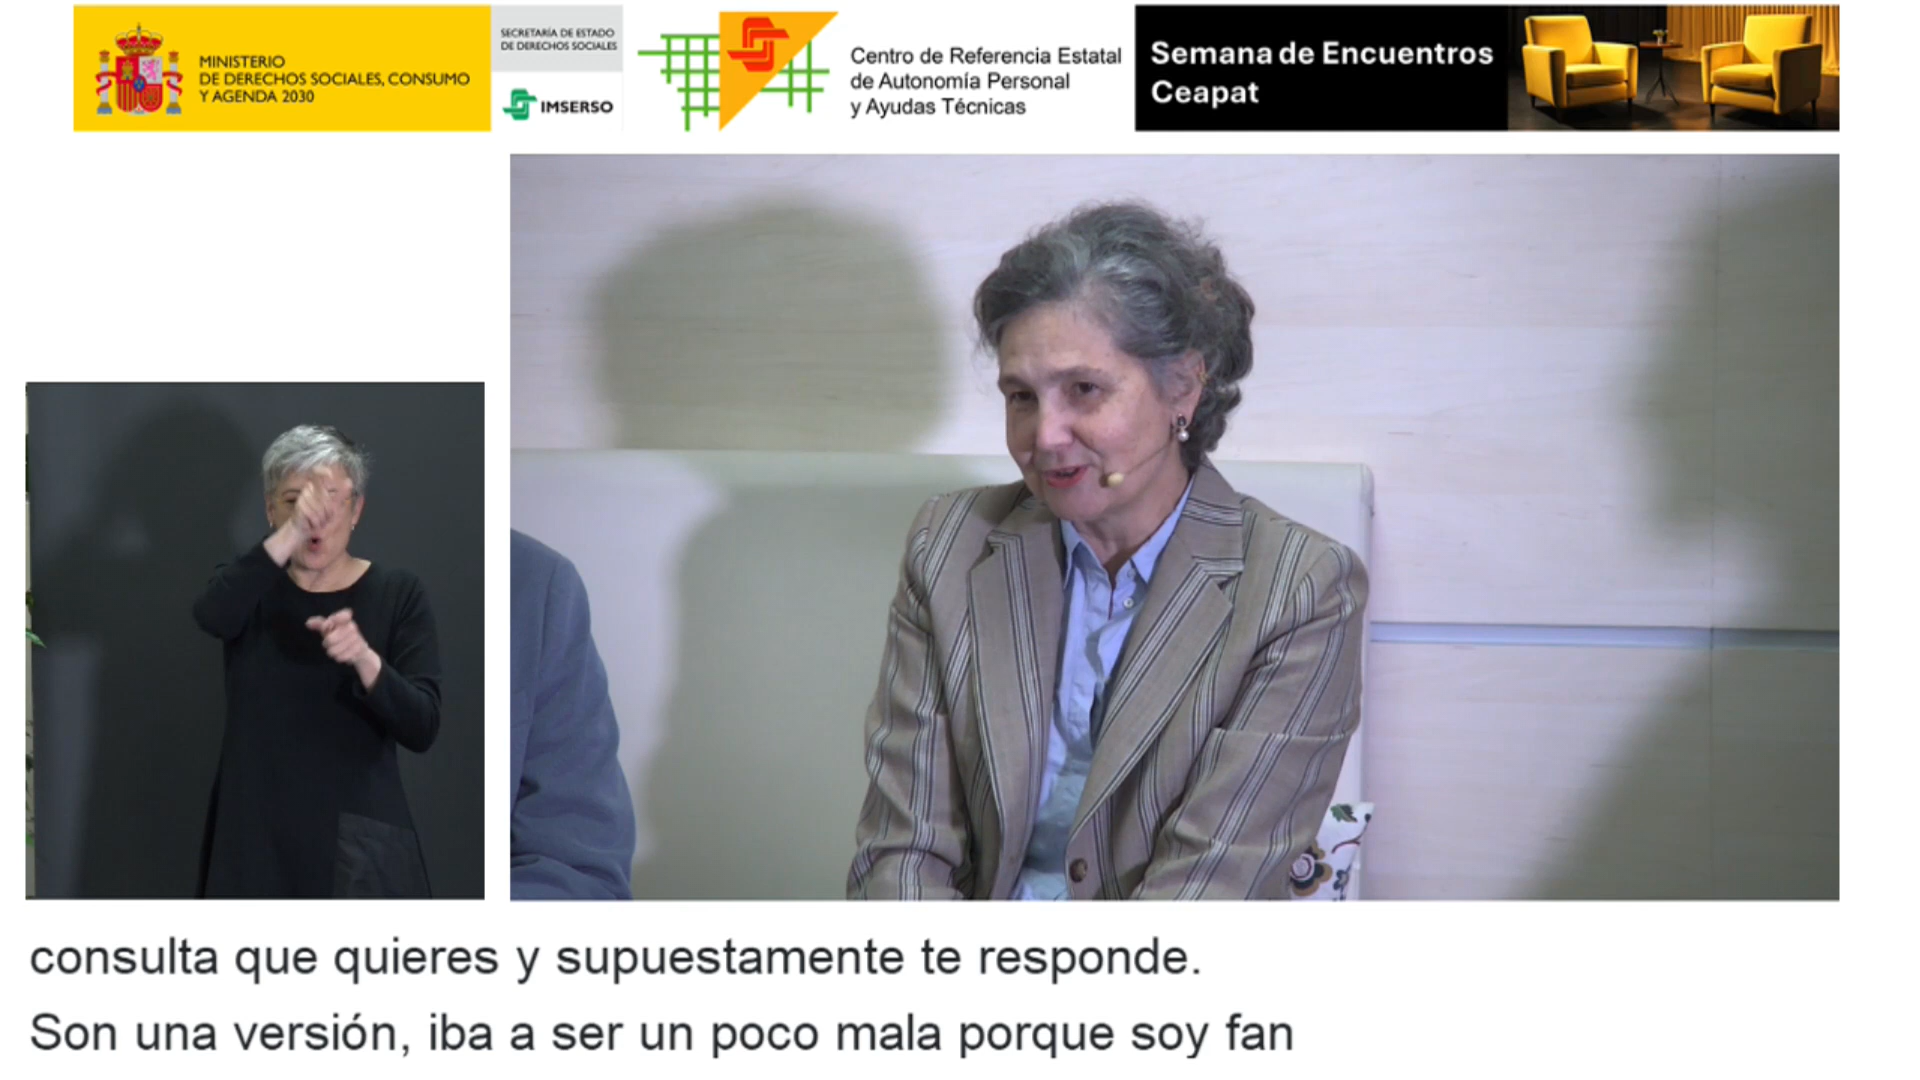 MINISTERIO
DE DERECHOS SOCIALES, CONSUMO
Y AGENDA 2030
SECRETARÍA DE ESTADO
DE DERECHOS SOCIALES
IMSERSO
Centro de Referencia Estatal
de Autonomía Personal
y Ayudas Técnicas
Semana de Encuentros
Ceapat
consulta que quieres y supuestamente te responde.
Son una versión, iba a ser un poco mala porque soy fan